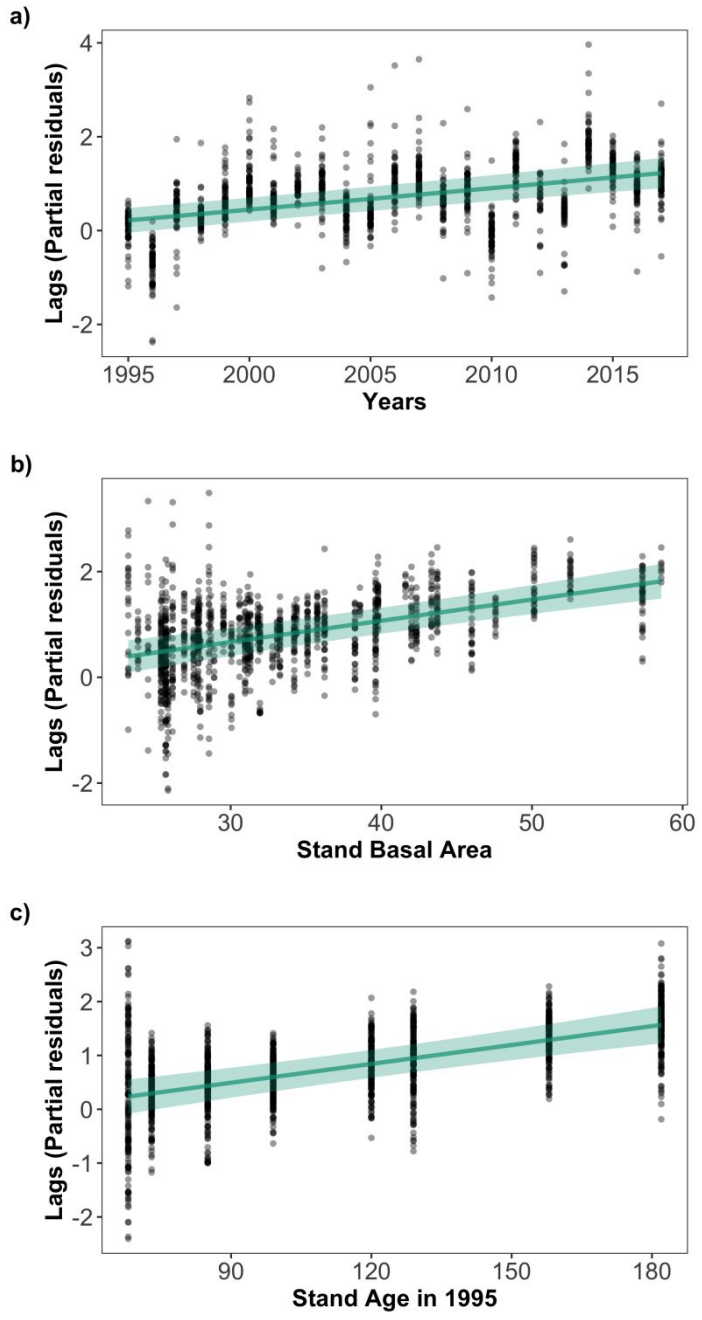 a)
Lags (Partial residuals)
4
2
0
-2
1995 2000 2005 2010 2015
Years
b)
Lags (Partial residuals)
2
0
-2
30 40 50 60
Stand Basal Area
c)
Lags (Partial residuals)
3
2
1
0
-1
-2
90 120 150 180
Stand Age in 1995